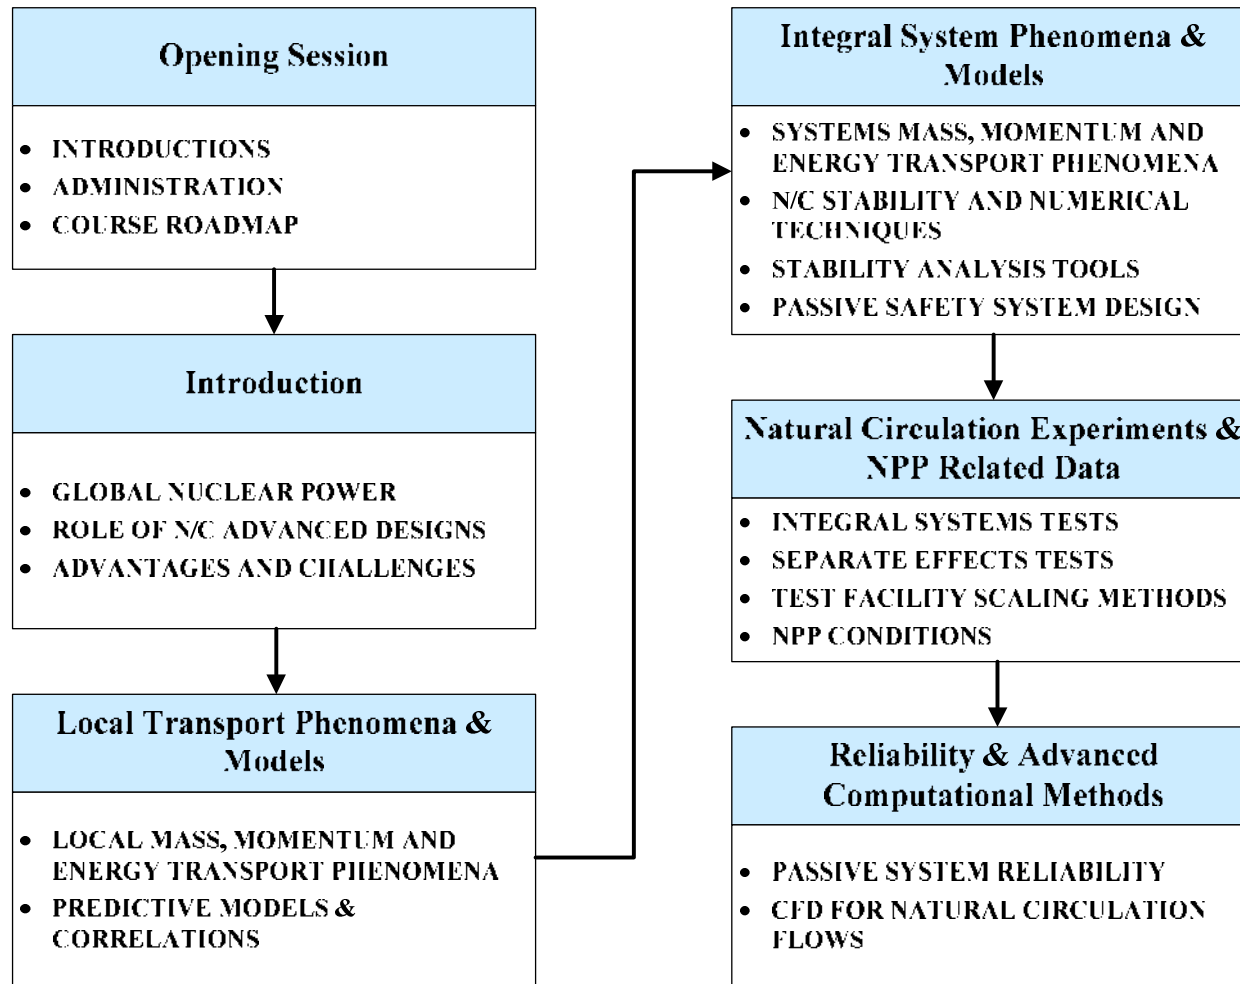 Opening Session
• INTRODUCTIONS
• ADMINISTRATION
• COURSE ROADMAP
Introduction
• GLOBAL NUCLEAR POWER
• ROLE OF N/C ADVANCED DESIGNS
• ADVANTAGES AND CHALLENGES
Local Transport Phenomena &
Models
• LOCAL MASS, MOMENTUM AND
ENERGY TRANSPORT PHENOMENA
• PREDICTIVE MODELS &
CORRELATIONS
Integral System Phenomena &
Models
• SYSTEMS MASS, MOMENTUM AND
ENERGY TRANSPORT PHENOMENA
• N/C STABILITY AND NUMERICAL
TECHNIQUES
• STABILITY ANALYSIS TOOLS
• PASSIVE SAFETY SYSTEM DESIGN
Natural Circulation Experiments &
NPP Related Data
• INTEGRAL SYSTEMS TESTS
• SEPARATE EFFECTS TESTS
• TEST FACILITY SCALING METHODS
• NPP CONDITIONS
Reliability & Advanced
Computational Methods
• PASSIVE SYSTEM RELIABILITY
• CFD FOR NATURAL CIRCULATION
FLOWS